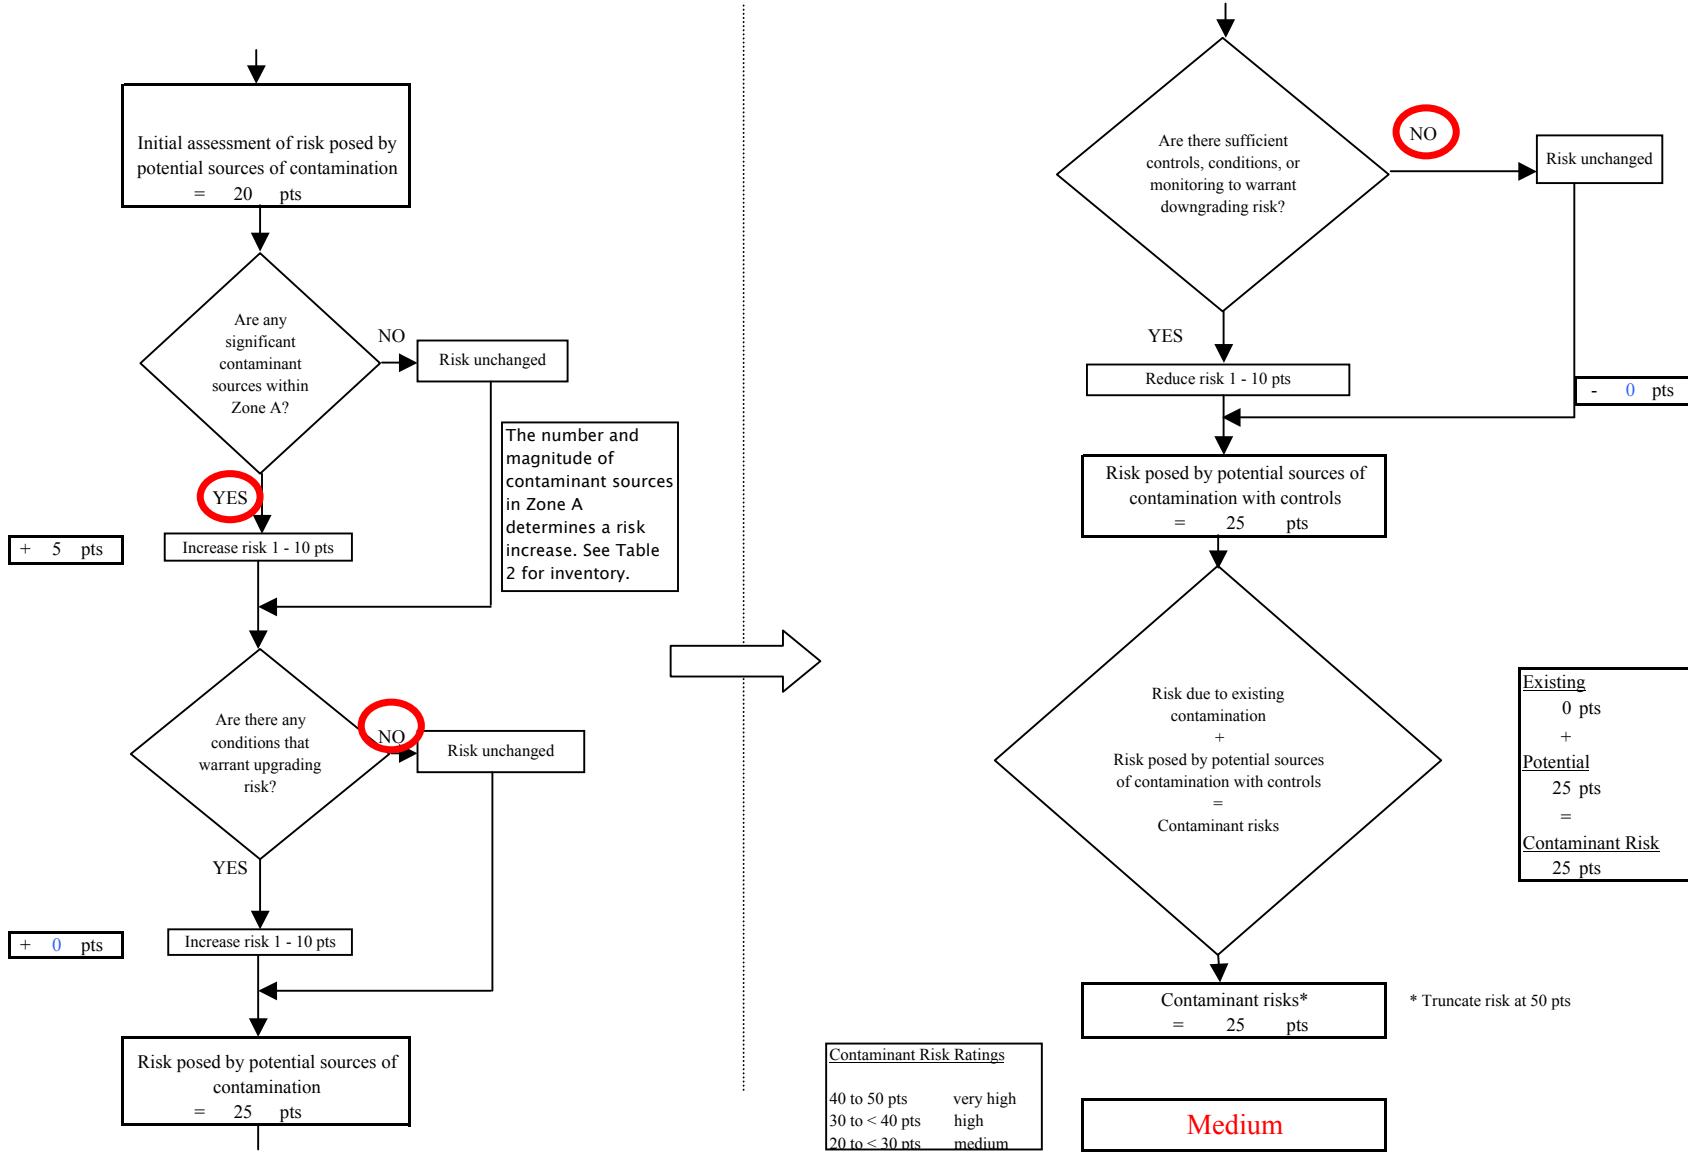 Initial assessment of risk posed by
potential sources of contamination
= 20 pts
Are any
significant
contaminant
sources within
Zone A?
NO
Risk unchanged
The number and
magnitude of
contaminant sources
in Zone A
determines a risk
increase. See Table
2 for inventory.
YES
+ 5 pts
Increase risk 1 - 10 pts
Are there any
conditions that
warrant upgrading
risk?
NO
Risk unchanged
YES
+ 0 pts
Increase risk 1 - 10 pts
Risk posed by potential sources of
contamination
= 25 pts
Are there sufficient
controls, conditions, or
monitoring to warrant
downgrading risk?
NO
Risk unchanged
YES
Reduce risk 1 - 10 pts
- 0 pts
Risk posed by potential sources of
contamination with controls
= 25 pts
Risk due to existing
contamination
+
Risk posed by potential sources
of contamination with controls
=
Contaminant risks
Existing
0 pts
+
Potential
25 pts
=
Contaminant Risk
25 pts
Contaminant risks*
= 25 pts
* Truncate risk at 50 pts
Contaminant Risk Ratings
40 to 50 pts very high
30 to < 40 pts high
20 to < 30 pts medium
Medium